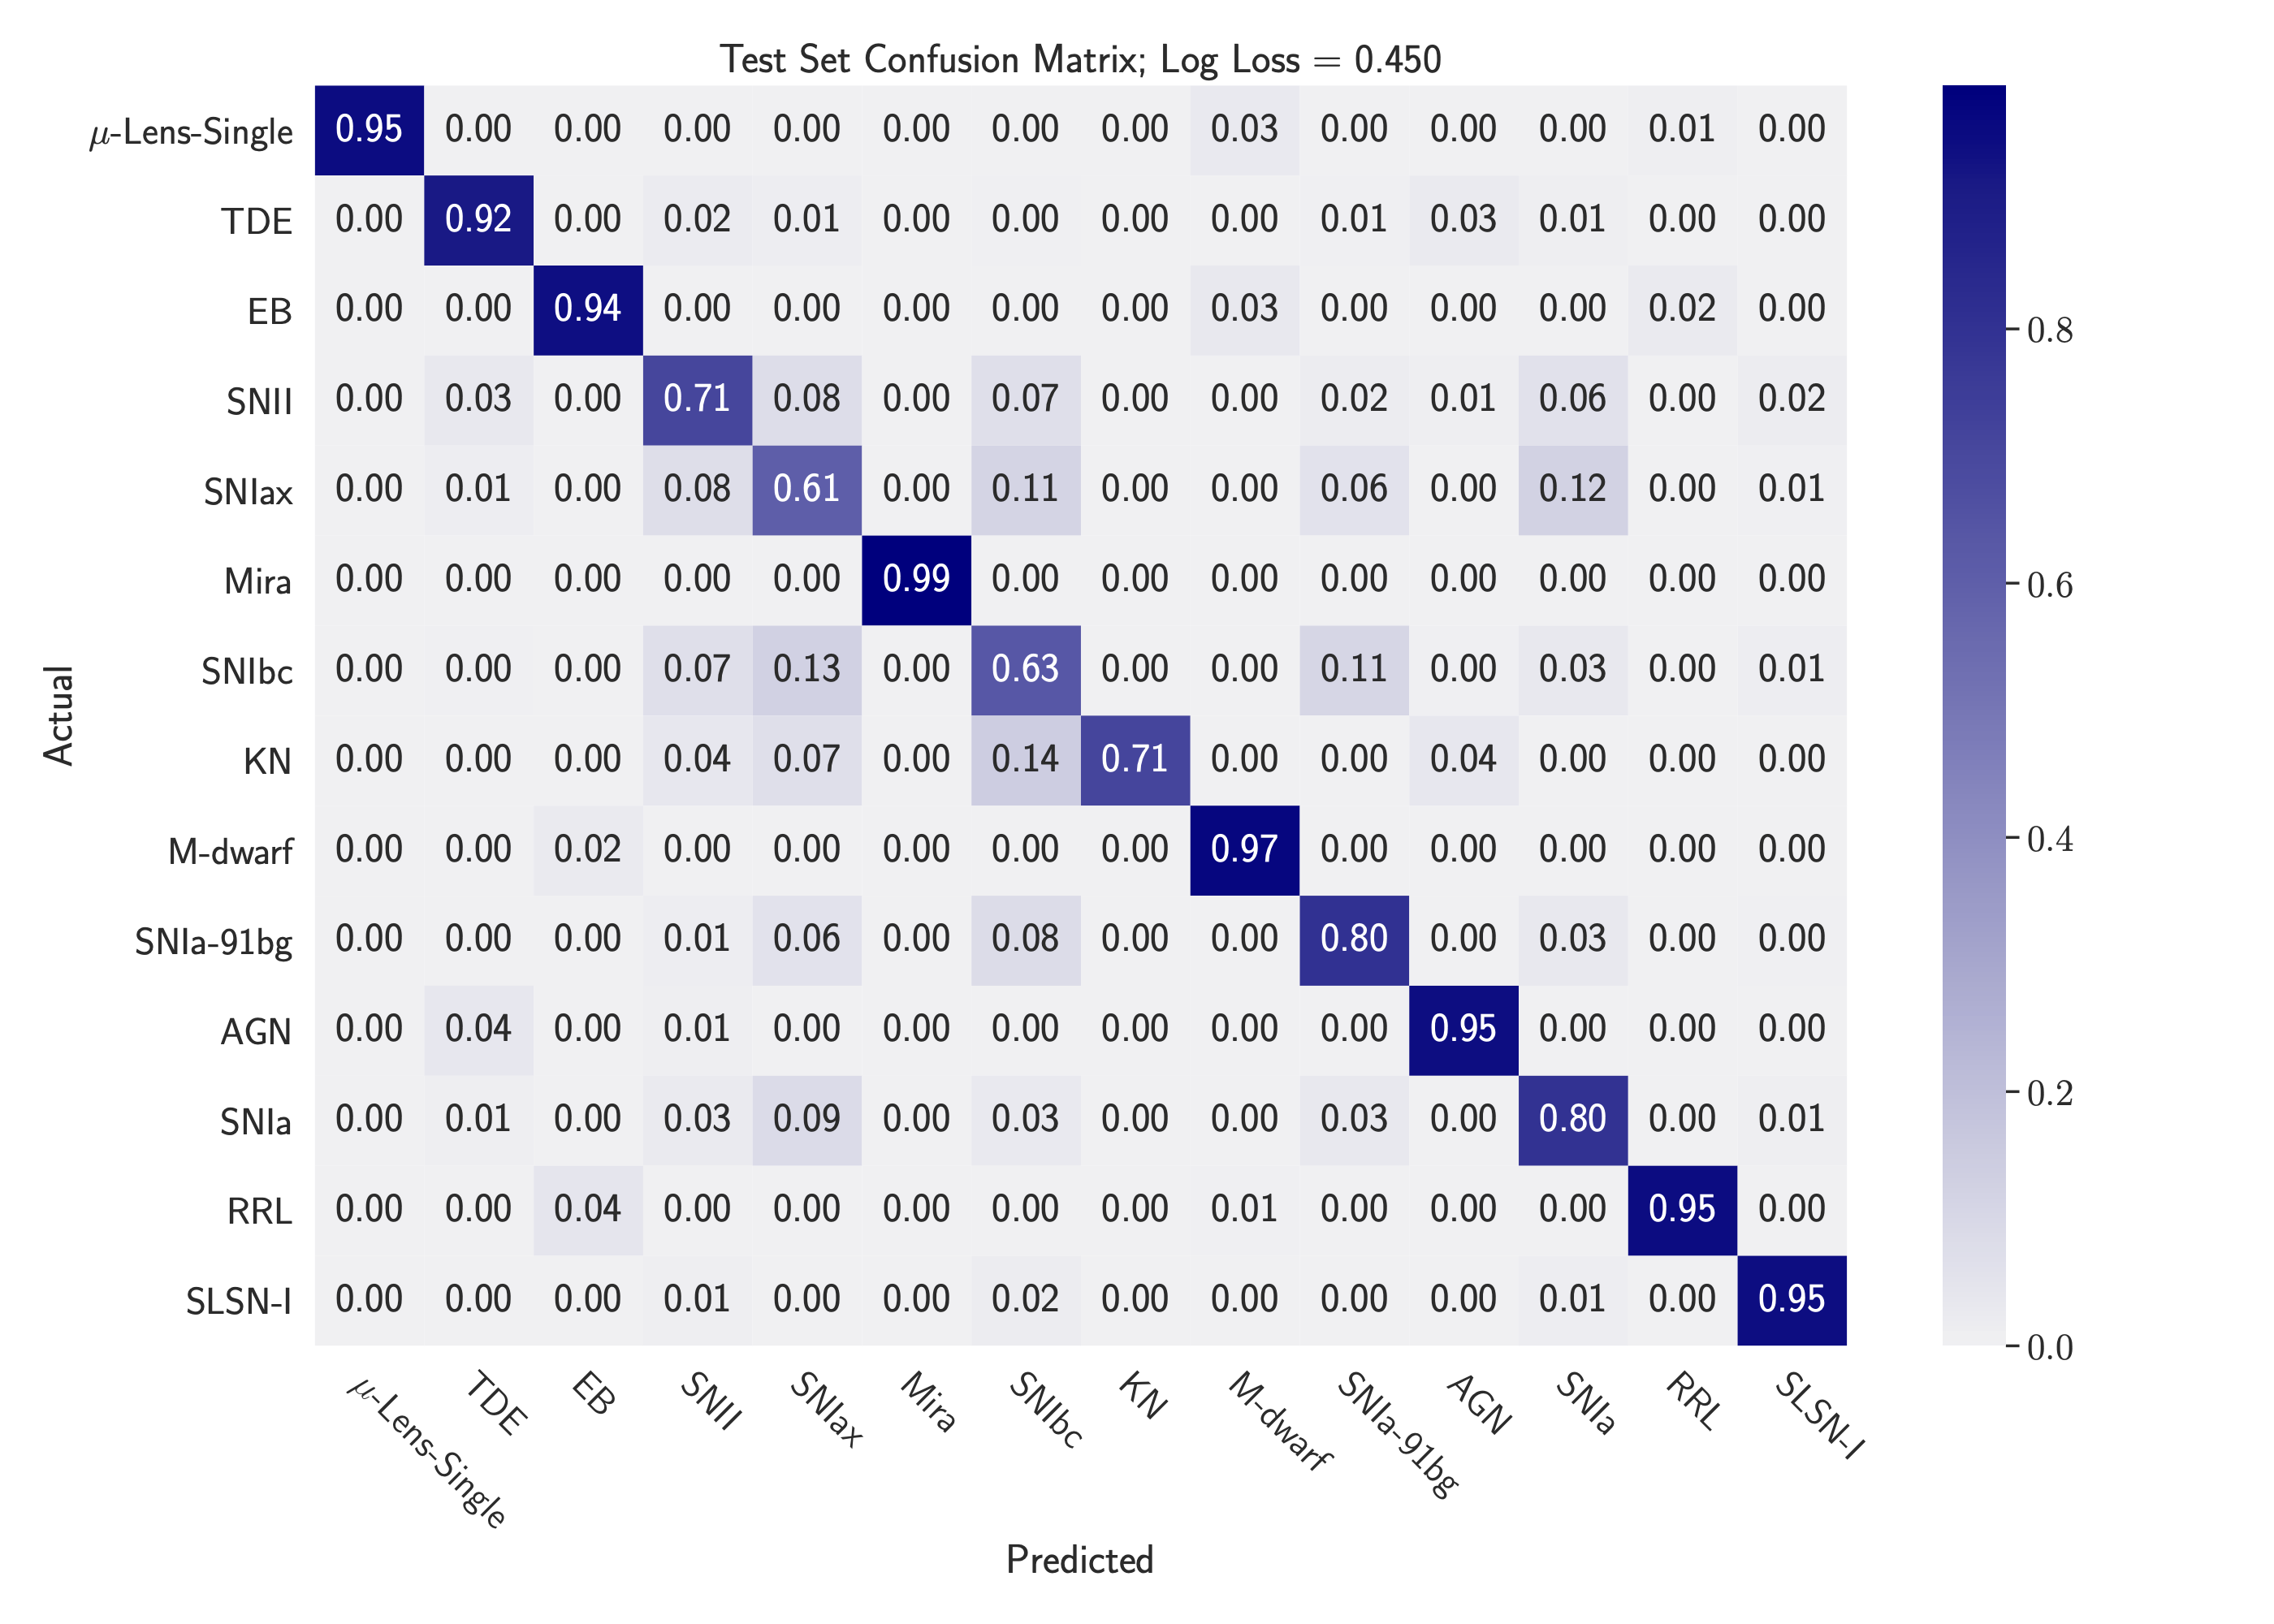 Test Set Confusion Matrix; Log Loss = 0.450
μ-Lens-Single 0.95 0.00 0.00 0.00 0.00 0.00 0.00 0.00 0.03 0.00 0.00 0.00 0.01 0.00
TDE 0.00 0.92 0.00 0.02 0.01 0.00 0.00 0.00 0.00 0.01 0.03 0.01 0.00 0.00
EB 0.00 0.00 0.94 0.00 0.00 0.00 0.00 0.00 0.03 0.00 0.00 0.00 0.02 0.00
SNII 0.00 0.03 0.00 0.71 0.08 0.00 0.07 0.00 0.00 0.02 0.01 0.06 0.00 0.02
SNIax 0.00 0.01 0.00 0.08 0.61 0.00 0.11 0.00 0.00 0.06 0.00 0.12 0.00 0.01
Mira 0.00 0.00 0.00 0.00 0.00 0.99 0.00 0.00 0.00 0.00 0.00 0.00 0.00 0.00
SNIbc 0.00 0.00 0.00 0.07 0.13 0.00 0.63 0.00 0.00 0.11 0.00 0.03 0.00 0.01
KN 0.00 0.00 0.00 0.04 0.07 0.00 0.14 0.71 0.00 0.00 0.04 0.00 0.00 0.00
M-dwarf 0.00 0.00 0.02 0.00 0.00 0.00 0.00 0.00 0.97 0.00 0.00 0.00 0.00 0.00
SNIa-91bg 0.00 0.00 0.00 0.01 0.06 0.00 0.08 0.00 0.00 0.80 0.00 0.03 0.00 0.00
AGN 0.00 0.04 0.00 0.01 0.00 0.00 0.00 0.00 0.00 0.00 0.95 0.00 0.00 0.00
SNIa 0.00 0.01 0.00 0.03 0.09 0.00 0.03 0.00 0.00 0.03 0.00 0.80 0.00 0.01
RRL 0.00 0.00 0.04 0.00 0.00 0.00 0.00 0.00 0.01 0.00 0.00 0.00 0.95 0.00
SLSN-I 0.00 0.00 0.00 0.01 0.00 0.00 0.02 0.00 0.00 0.00 0.00 0.01 0.00 0.95
Actual
μ-Lens-Single TDE EB SNII SNIax Mira SNIbc KN M-dwarf SNIa-91bg AGN SNIa RRL SLSN-I
Predicted
0.8
0.6
0.4
0.2
0.0